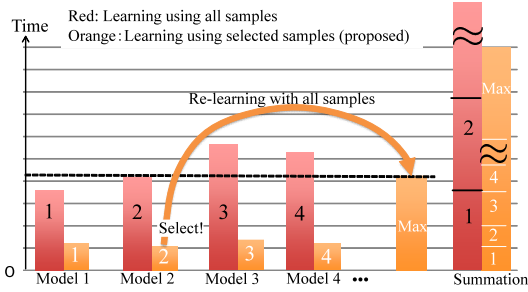 Time
Red: Learning using all samples
Orange: Learning using selected samples (proposed)
Re-learning with all samples
Select!
1
1
2
2
3
3
4
4
Max
2
1
Max
4
3
2
1
O
Model 1
Model 2
Model 3
Model 4
•••
Summation